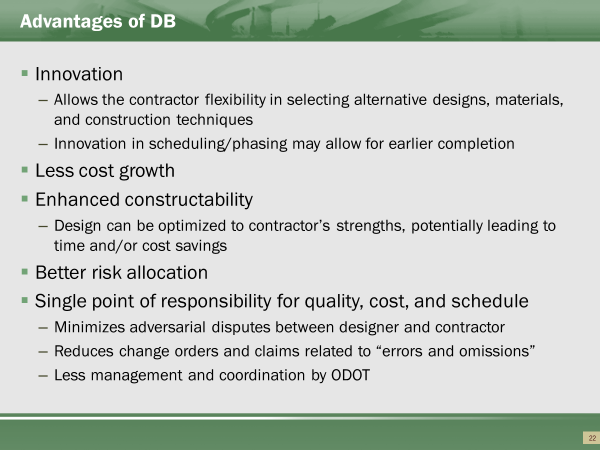 Advantages of DB
▪ Innovation
– Allows the contractor flexibility in selecting alternative designs, materials,
and construction techniques
– Innovation in scheduling/phasing may allow for earlier completion
▪ Less cost growth
▪ Enhanced constructability
– Design can be optimized to contractor’s strengths, potentially leading to
time and/or cost savings
▪ Better risk allocation
▪ Single point of responsibility for quality, cost, and schedule
– Minimizes adversarial disputes between designer and contractor
– Reduces change orders and claims related to “errors and omissions”
– Less management and coordination by ODOT
22